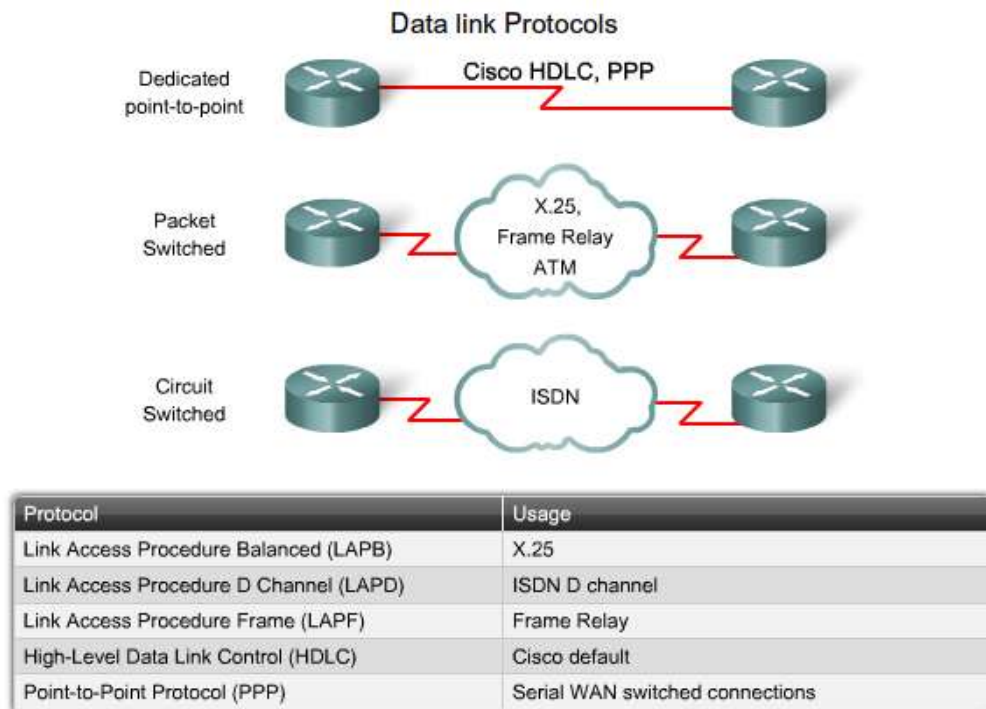 Data link Protocols
Dedicated
point-to-point
Cisco HDLC, PPP
Packet
Switched
X.25,
Frame Relay
ATM
Circuit
Switched
ISDN
Protocol Usage
Link Access Procedure Balanced (LAPB) X.25
Link Access Procedure D Channel (LAPD) ISDN D channel
Link Access Procedure Frame (LAPF) Frame Relay
High-Level Data Link Control (HDLC) Cisco default
Point-to-Point Protocol (PPP) Serial WAN switched connections